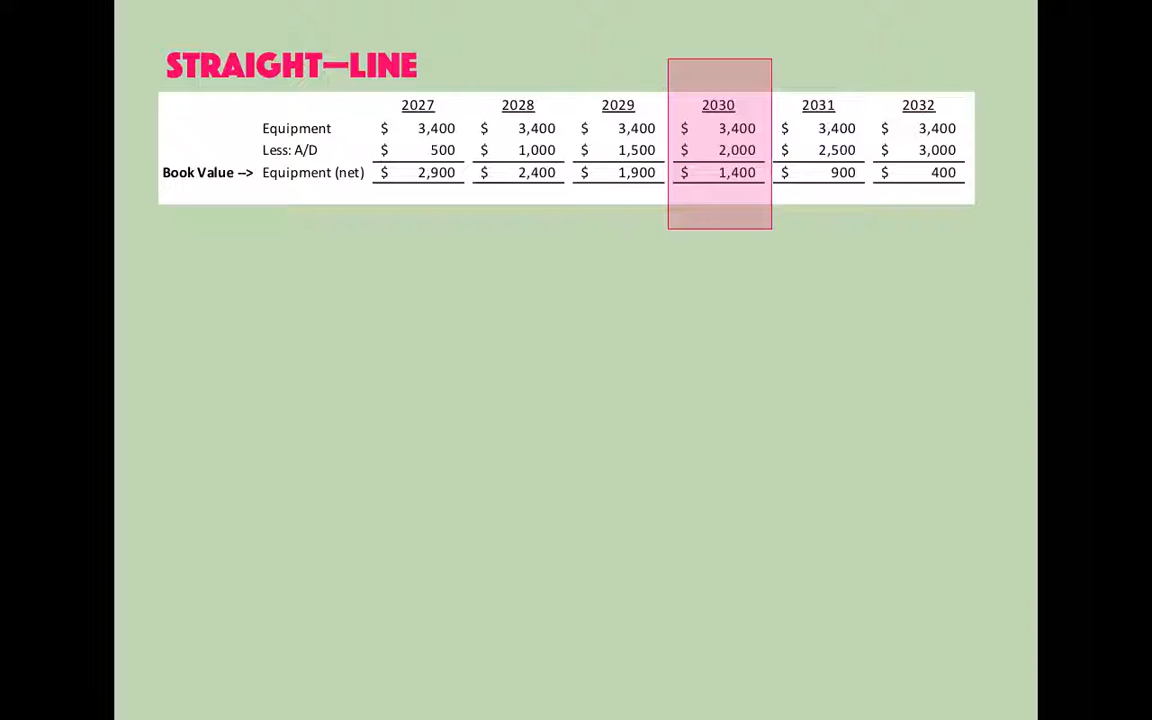 STRAIGHT—LINE
2027 2028 2029 2030 2031 2032
Equipment $ 3,400 $ 3,400 $ 3,400 $ 3,400 $ 3,400 $ 3,400
Less: A/D $ 500 $ 1,000 $ 1,500 $ 2,000 $ 2,500 $ 3,000
Book Value --> Equipment (net) $ 2,900 $ 2,400 $ 1,900 $ 1,400 $ 900 $ 400